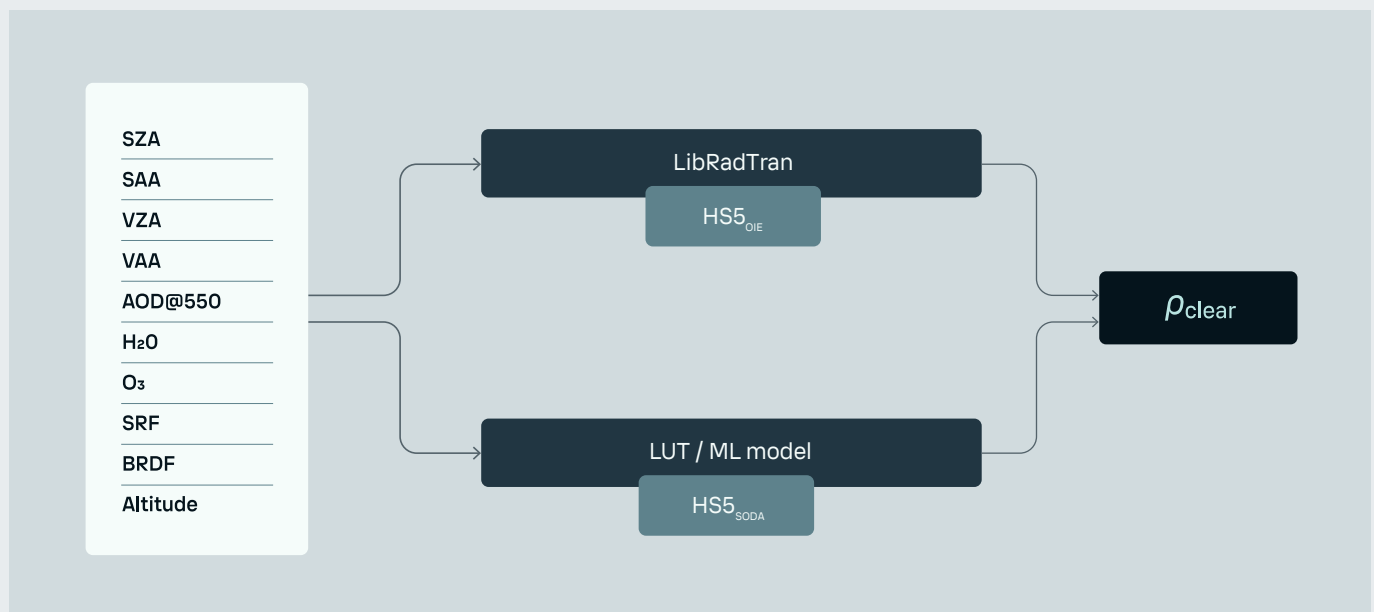 SZA
SAA
VZA
VAA
AOD@550
H₂O
O₃
SRF
BRDF
Altitude
LibRadTran
HS5OIE
LUT / ML model
HS5SODA
ρclear